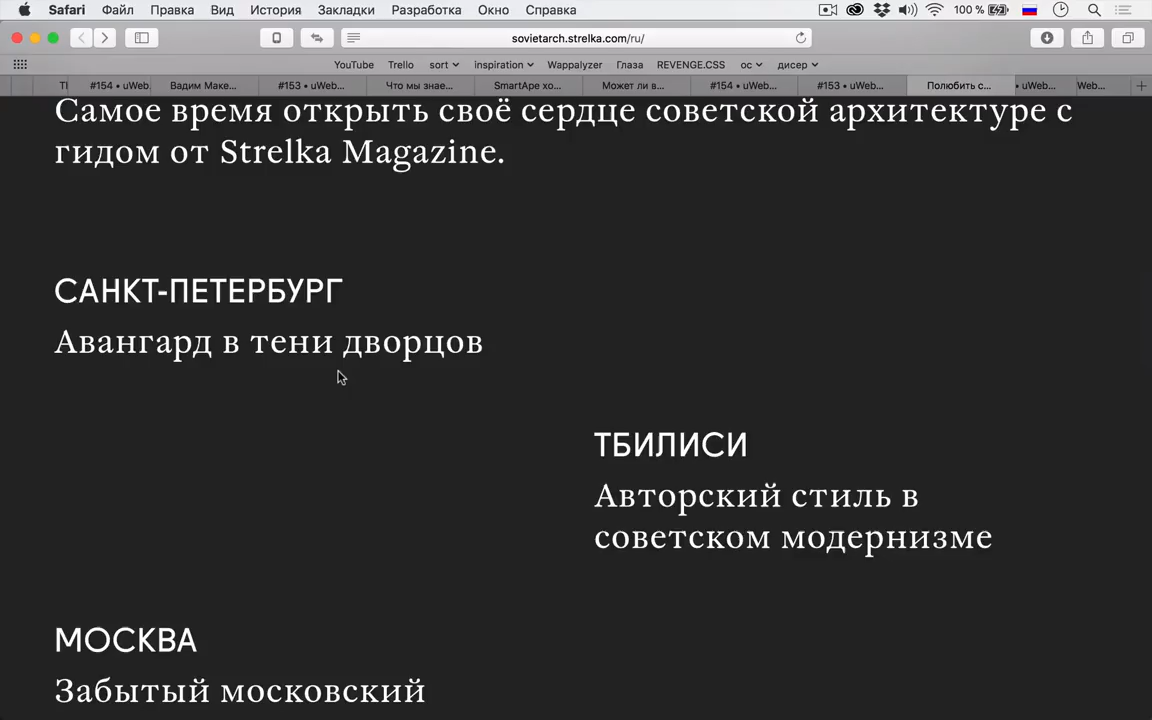 Safari Файл Правка Вид История Закладки Разработка Окно Справка 100 %
sovietarch.strelka.com/ru/
YouTube Trello sort inspiration Wappalyzer Глаза REVENGE.CSS ос дисер
#154 • uWeb Вадим Маке... #153 • uWeb... Что мы знае... SmartApe хо... Может ли в... #154 • uWeb... #153 • uWeb... Полюбить с... • uWeb... Web...
Самое время открыть своё сердце советской архитектуре с
гидом от Strelka Magazine.
САНКТ-ПЕТЕРБУРГ
Авангард в тени дворцов
ТБИЛИСИ
Авторский стиль в
советском модернизме
МОСКВА
Забытый московский